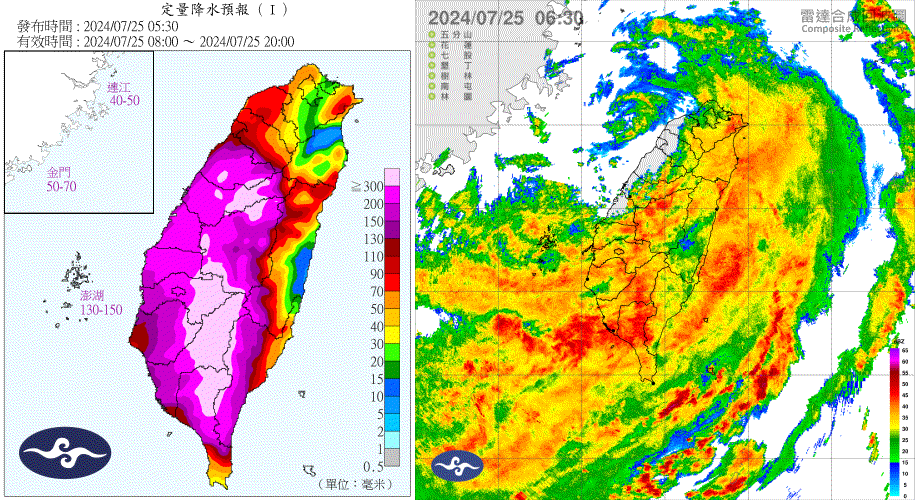 定量降水預報 ( I )
發布時間 : 2024/07/25 05:30
有效時間 : 2024/07/25 08:00 ～ 2024/07/25 20:00
連江
40-50
金門
50-70
澎湖
130-150
≧
300
200
150
130
110
90
70
50
40
30
20
15
10
5
2
1
0.5
(單位：毫米)
2024/07/25 06:30
雷達合成回波圖
Composite Reflectivity
五分山
花蓮
七股
墾丁
樹林
南屯
林園
dBZ
65
60
55
50
45
40
35
30
25
20
15
10
5
0